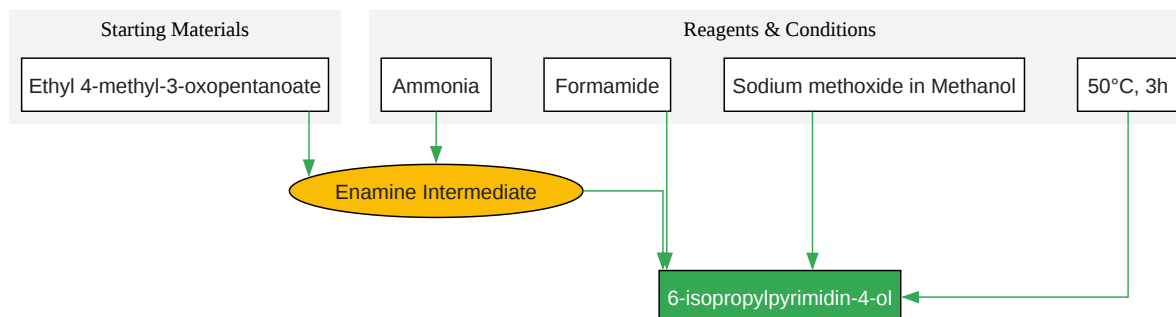 Starting Materials
Reagents & Conditions
Ethyl 4-methyl-3-oxopentanoate
Ammonia
Formamide
Sodium methoxide in Methanol
50°C, 3h
Enamine Intermediate
6-isopropylpyrimidin-4-ol